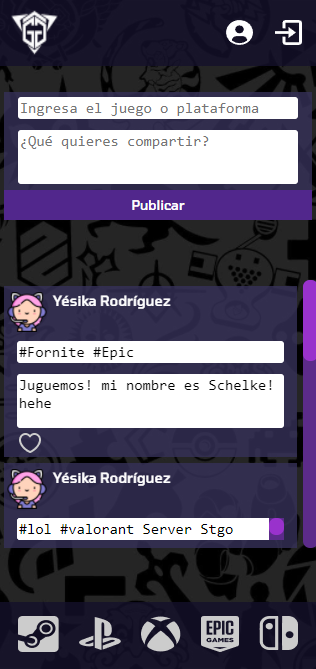 Ingresa el juego o plataforma
¿Qué quieres compartir?
Publicar
Yésika Rodríguez
#Fornite #Epic
Juguemos! mi nombre es Schelke!
hehe
Yésika Rodríguez
#lol #valorant Server Stgo
EPIC
GAMES